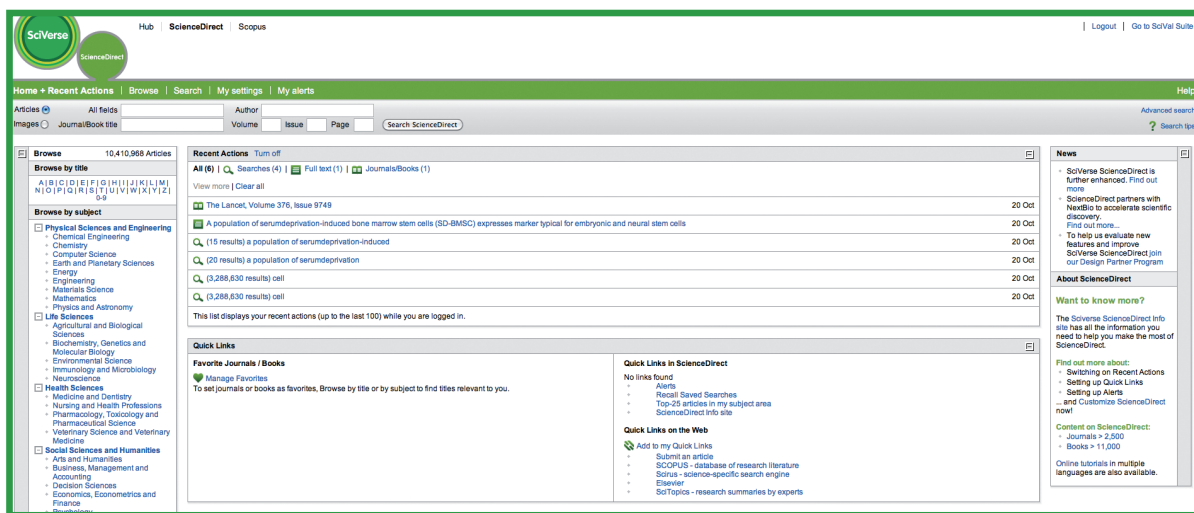 SciVerse
ScienceDirect
Hub | ScienceDirect | Scopus
| Logout | Go to SciVal Suite
Home + Recent Actions | Browse | Search | My settings | My alerts
Help
Articles All fields Author
Advanced search
Images Journal/Book title Volume Issue Page Search ScienceDirect
? Search tips
Browse 10,410,968 Articles
Browse by title
A | B | C | D | E | F | G | H | I | J | K | L | M |
N | O | P | Q | R | S | T | U | V | W | X | Y | Z |
0-9
Browse by subject
Physical Sciences and Engineering
Chemical Engineering
Chemistry
Computer Science
Earth and Planetary Sciences
Energy
Engineering
Materials Science
Mathematics
Physics and Astronomy
Life Sciences
Agricultural and Biological
Sciences
Biochemistry, Genetics and
Molecular Biology
Environmental Science
Immunology and Microbiology
Neuroscience
Health Sciences
Medicine and Dentistry
Nursing and Health Professions
Pharmacology, Toxicology and
Pharmaceutical Science
Veterinary Science and Veterinary
Medicine
Social Sciences and Humanities
Arts and Humanities
Business, Management and
Accounting
Decision Sciences
Economics, Econometrics and
Finance
Psychology
Recent Actions Turn off
All (6) | Searches (4) | Full text (1) | Journals/Books (1)
View more | Clear all
The Lancet, Volume 376, Issue 9749 20 Oct
A population of serumdeprivation-induced bone marrow stem cells (SD-BMSC) expresses marker typical for embryonic and neural stem cells 20 Oct
(15 results) a population of serumdeprivation-induced 20 Oct
(20 results) a population of serumdeprivation 20 Oct
(3,288,630 results) cell 20 Oct
(3,288,630 results) cell 20 Oct
This list displays your recent actions (up to the last 100) while you are logged in.
Quick Links
Favorite Journals / Books
Manage Favorites
To set journals or books as favorites, Browse by title or by subject to find titles relevant to you.
Quick Links in ScienceDirect
No links found
Alerts
Recall Saved Searches
Top-25 articles in my subject area
ScienceDirect Info site
Quick Links on the Web
Add to my Quick Links
Submit an article
SCOPUS - database of research literature
Scirus - science-specific search engine
Elsevier
SciTopics - research summaries by experts
News
SciVerse ScienceDirect is
further enhanced. Find out
more
ScienceDirect partners with
NextBio to accelerate scientific
discovery.
Find out more...
To help us evaluate new
features and improve
SciVerse ScienceDirect join
our Design Partner Program
About ScienceDirect
Want to know more?
The Sciverse ScienceDirect Info
site has all the information you
need to help you make the most of
ScienceDirect.
Find out more about:
Switching on Recent Actions
Setting up Quick Links
Setting up Alerts
... and Customize ScienceDirect
now!
Content on ScienceDirect:
Journals > 2,500
Books > 11,000
Online tutorials in multiple
languages are also available.